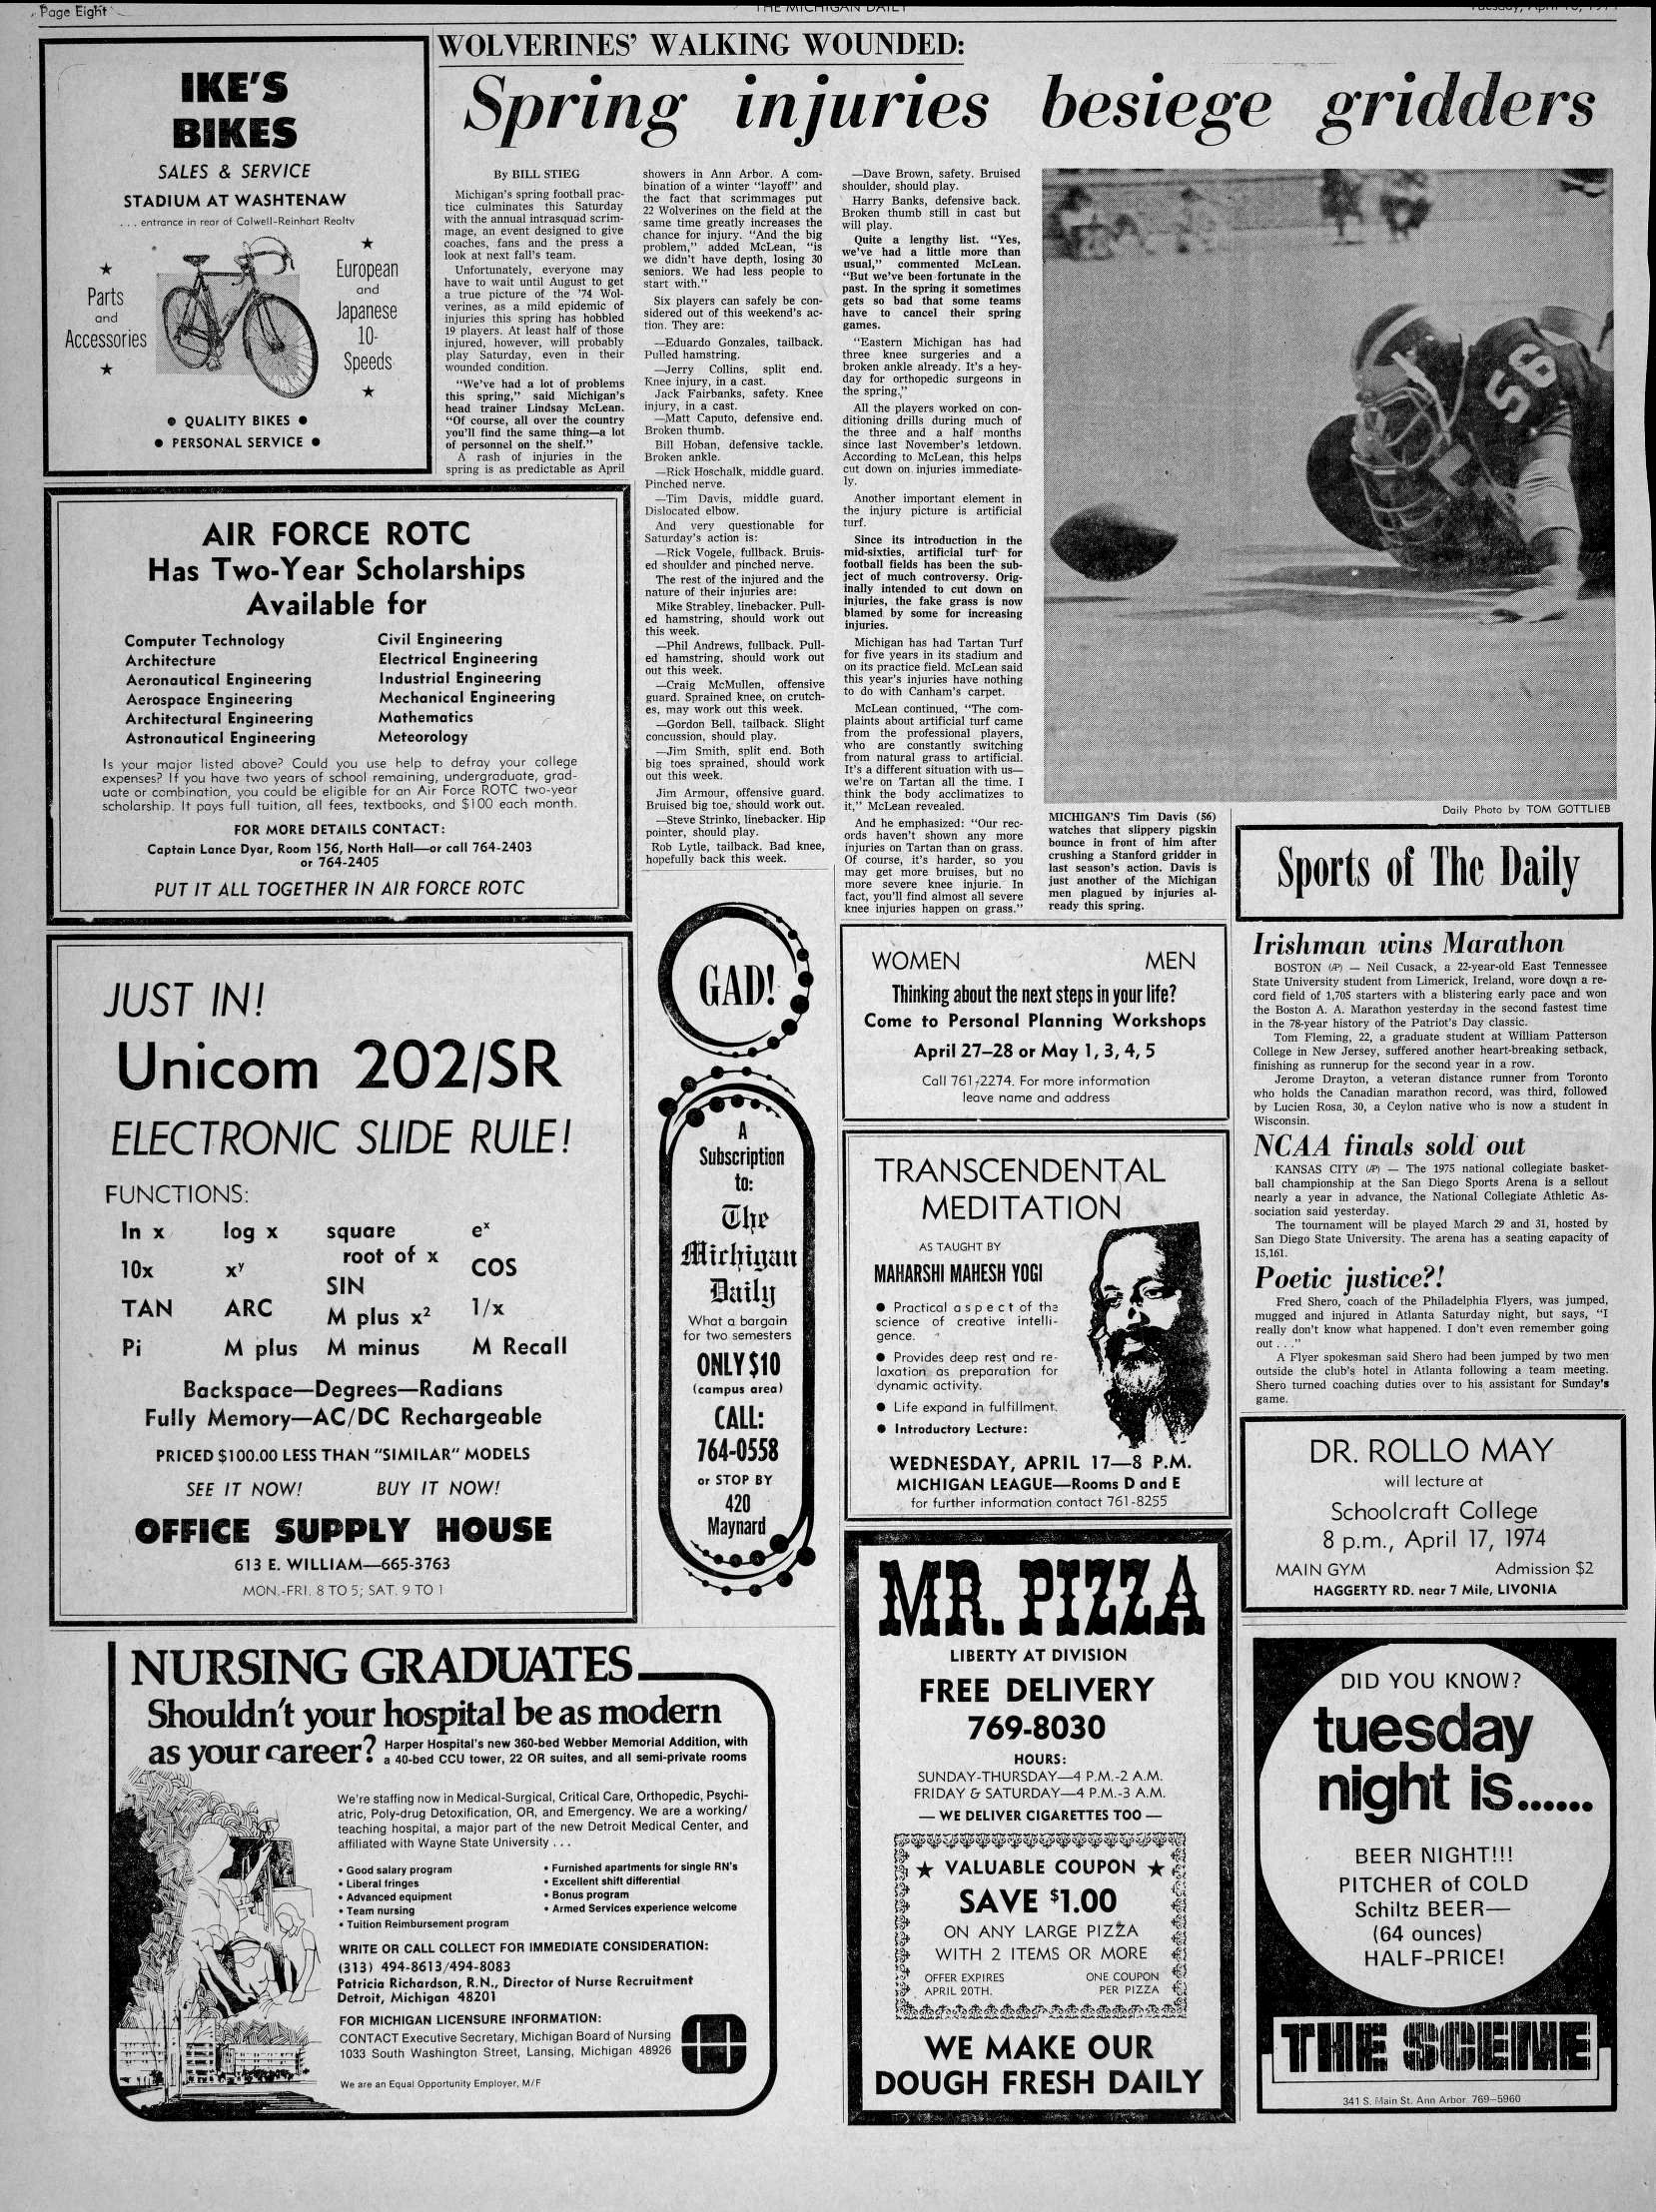 Page Eight
THE MICHIGAN DAILY
IKE'S
BIKES
SALES & SERVICE
STADIUM AT WASHTENAW
... entrance in rear of Colwell-Reinhart Realty
★
Parts
and
Accessories
★
★
European
and
Japanese
10-
Speeds
★
● QUALITY BIKES ●
● PERSONAL SERVICE ●
WOLVERINES' WALKING WOUNDED:
Spring injuries besiege gridders
By BILL STIEG
Michigan's spring football prac-
tice culminates this Saturday
with the annual intrasquad scrim-
mage, an event designed to give
coaches, fans and the press a
look at next fall's team.
Unfortunately, everyone may
have to wait until August to get
a true picture of the '74 Wol-
verines, as a mild epidemic of
injuries this spring has hobbled
19 players. At least half of those
injured, however, will probably
play Saturday, even in their
wounded condition.
"We've had a lot of problems
this spring," said Michigan's
head trainer Lindsay McLean.
"Of course, all over the country
you'll find the same thing—a lot
of personnel on the shelf."
A rash of injuries in the
spring is as predictable as April
showers in Ann Arbor. A com-
bination of a winter "layoff" and
the fact that scrimmages put
22 Wolverines on the field at the
same time greatly increases the
chance for injury. "And the big
problem," added McLean, "is
we didn't have depth, losing 30
seniors. We had less people to
start with."
Six players can safely be con-
sidered out of this weekend's ac-
tion. They are:
—Eduardo Gonzales, tailback.
Pulled hamstring.
—Jerry Collins, split end.
Knee injury, in a cast.
Jack Fairbanks, safety. Knee
injury, in a cast.
—Matt Caputo, defensive end.
Broken thumb.
Bill Hoban, defensive tackle.
Broken ankle.
—Rick Hoschalk, middle guard.
Pinched nerve.
—Tim Davis, middle guard.
Dislocated elbow.
And very questionable for
Saturday's action is:
—Rick Vogele, fullback. Bruis-
ed shoulder and pinched nerve.
The rest of the injured and the
nature of their injuries are:
Mike Strabley, linebacker. Pull-
ed hamstring, should work out
this week.
—Phil Andrews, fullback. Pull-
ed hamstring, should work out
out this week.
—Craig McMullen, offensive
guard. Sprained knee, on crutch-
es, may work out this week.
—Gordon Bell, tailback. Slight
concussion, should play.
—Jim Smith, split end. Both
big toes sprained, should work
out this week.
Jim Armour, offensive guard.
Bruised big toe, should work out.
—Steve Strinko, linebacker. Hip
pointer, should play.
Rob Lytle, tailback. Bad knee,
hopefully back this week.
—Dave Brown, safety. Bruised
shoulder, should play.
Harry Banks, defensive back.
Broken thumb still in cast but
will play.
Quite a lengthy list. "Yes,
we've had a little more than
usual," commented McLean.
"But we've been fortunate in the
past. In the spring it sometimes
gets so bad that some teams
have to cancel their spring
games.
"Eastern Michigan has had
three knee surgeries and a
broken ankle already. It's a hey-
day for orthopedic surgeons in
the spring."
All the players worked on con-
ditioning drills during much of
the three and a half months
since last November's letdown.
According to McLean, this helps
cut down on injuries immediate-
ly.
Another important element in
the injury picture is artificial
turf.
Since its introduction in the
mid-sixties, artificial turf for
football fields has been the sub-
ject of much controversy. Orig-
inally intended to cut down on
injuries, the fake grass is now
blamed by some for increasing
injuries.
Michigan has had Tartan Turf
for five years in its stadium and
on its practice field. McLean said
this year's injuries have nothing
to do with Canham's carpet.
McLean continued, "The com-
plaints about artificial turf came
from the professional players,
who are constantly switching
from natural grass to artificial.
It's a different situation with us—
we're on Tartan all the time. I
think the body acclimatizes to
it," McLean revealed.
And he emphasized: "Our rec-
ords haven't shown any more
injuries on Tartan than on grass.
Of course, it's harder, so you
may get more bruises, but no
more severe knee injurie. In
fact, you'll find almost all severe
knee injuries happen on grass."
56
Daily Photo by TOM GOTTLIEB
MICHIGAN'S Tim Davis (56)
watches that slippery pigskin
bounce in front of him after
crushing a Stanford gridder in
last season's action. Davis is
just another of the Michigan
men plagued by injuries al-
ready this spring.
AIR FORCE ROTC
Has Two-Year Scholarships
Available for
Computer Technology
Architecture
Aeronautical Engineering
Aerospace Engineering
Architectural Engineering
Astronautical Engineering
Civil Engineering
Electrical Engineering
Industrial Engineering
Mechanical Engineering
Mathematics
Meteorology
Is your major listed above? Could you use help to defray your college
expenses? If you have two years of school remaining, undergraduate, grad-
uate or combination, you could be eligible for an Air Force ROTC two-year
scholarship. It pays full tuition, all fees, textbooks, and $100 each month.
FOR MORE DETAILS CONTACT:
Captain Lance Dyar, Room 156, North Hall—or call 764-2403
or 764-2405
PUT IT ALL TOGETHER IN AIR FORCE ROTC
JUST IN!
Unicom 202/SR
ELECTRONIC SLIDE RULE!
FUNCTIONS:
In x log x square root of x eˣ
10x xʸ SIN COS
TAN ARC M plus x² 1/x
Pi M plus M minus M Recall
Backspace—Degrees—Radians
Fully Memory—AC/DC Rechargeable
PRICED $100.00 LESS THAN "SIMILAR" MODELS
SEE IT NOW! BUY IT NOW!
OFFICE SUPPLY HOUSE
613 E. WILLIAM—665-3763
MON.-FRI. 8 TO 5; SAT. 9 TO 1
GAD!
A
Subscription
to:
The
Michigan
Daily
What a bargain
for two semesters
ONLY $10
(campus area)
CALL:
764-0558
or STOP BY
420
Maynard
WOMEN MEN
Thinking about the next steps in your life?
Come to Personal Planning Workshops
April 27–28 or May 1, 3, 4, 5
Call 761-2274. For more information
leave name and address
TRANSCENDENTAL
MEDITATION
AS TAUGHT BY
MAHARSHI MAHESH YOGI
● Practical aspect of the
science of creative intelli-
gence.
● Provides deep rest and re-
laxation as preparation for
dynamic activity.
● Life expand in fulfillment.
● Introductory Lecture:
WEDNESDAY, APRIL 17—8 P.M.
MICHIGAN LEAGUE—Rooms D and E
for further information contact 761-8255
Sports of The Daily
Irishman wins Marathon
BOSTON (AP) — Neil Cusack, a 22-year-old East Tennessee
State University student from Limerick, Ireland, wore down a re-
cord field of 1,705 starters with a blistering early pace and won
the Boston A. A. Marathon yesterday in the second fastest time
in the 78-year history of the Patriot's Day classic.
Tom Fleming, 22, a graduate student at William Patterson
College in New Jersey, suffered another heart-breaking setback,
finishing as runnerup for the second year in a row.
Jerome Drayton, a veteran distance runner from Toronto
who holds the Canadian marathon record, was third, followed
by Lucien Rosa, 30, a Ceylon native who is now a student in
Wisconsin.
NCAA finals sold out
KANSAS CITY (AP) — The 1975 national collegiate basket-
ball championship at the San Diego Sports Arena is a sellout
nearly a year in advance, the National Collegiate Athletic As-
sociation said yesterday.
The tournament will be played March 29 and 31, hosted by
San Diego State University. The arena has a seating capacity of
15,161.
Poetic justice?!
Fred Shero, coach of the Philadelphia Flyers, was jumped,
mugged and injured in Atlanta Saturday night, but says, "I
really don't know what happened. I don't even remember going
out . . ."
A Flyer spokesman said Shero had been jumped by two men
outside the club's hotel in Atlanta following a team meeting.
Shero turned coaching duties over to his assistant for Sunday's
game.
DR. ROLLO MAY
will lecture at
Schoolcraft College
8 p.m., April 17, 1974
MAIN GYM Admission $2
HAGGERTY RD. near 7 Mile, LIVONIA
NURSING GRADUATES
Shouldn't your hospital be as modern
as your career?
Harper Hospital's new 360-bed Webber Memorial Addition, with
a 40-bed CCU tower, 22 OR suites, and all semi-private rooms
We're staffing now in Medical-Surgical, Critical Care, Orthopedic, Psychi-
atric, Poly-drug Detoxification, OR, and Emergency. We are a working/
teaching hospital, a major part of the new Detroit Medical Center, and
affiliated with Wayne State University . . .
• Good salary program
• Liberal fringes
• Advanced equipment
• Team nursing
• Tuition Reimbursement program
• Furnished apartments for single RN's
• Excellent shift differential
• Bonus program
• Armed Services experience welcome
WRITE OR CALL COLLECT FOR IMMEDIATE CONSIDERATION:
(313) 494-8613/494-8083
Patricia Richardson, R.N., Director of Nurse Recruitment
Detroit, Michigan 48201
FOR MICHIGAN LICENSURE INFORMATION:
CONTACT Executive Secretary, Michigan Board of Nursing
1033 South Washington Street, Lansing, Michigan 48926
We are an Equal Opportunity Employer, M/F
MR. PIZZA
LIBERTY AT DIVISION
FREE DELIVERY
769-8030
HOURS:
SUNDAY-THURSDAY—4 P.M.-2 A.M.
FRIDAY & SATURDAY—4 P.M.-3 A.M.
— WE DELIVER CIGARETTES TOO —
★ VALUABLE COUPON ★
SAVE $1.00
ON ANY LARGE PIZZA
WITH 2 ITEMS OR MORE
OFFER EXPIRES
APRIL 20TH.
ONE COUPON
PER PIZZA
WE MAKE OUR
DOUGH FRESH DAILY
DID YOU KNOW?
tuesday
night is......
BEER NIGHT!!!
PITCHER of COLD
Schiltz BEER—
(64 ounces)
HALF-PRICE!
THE SCENE
341 S. Main St. Ann Arbor 769–5960